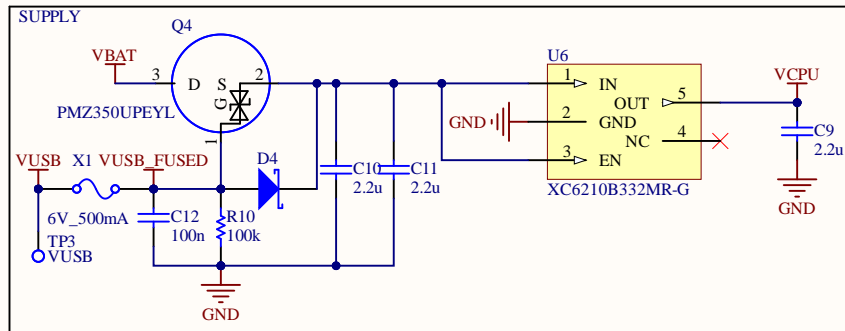 SUPPLY
Q4
VBAT
3
D
S
2
G
1
PMZ350UPEYL
VUSB
X1
VUSB_FUSED
D4
6V_500mA
TP3
VUSB
C12
100n
R10
100k
C10
2.2u
C11
2.2u
GND
U6
1
IN
OUT
5
GND
2
GND
NC
4
3
EN
XC6210B332MR-G
VCPU
C9
2.2u
GND